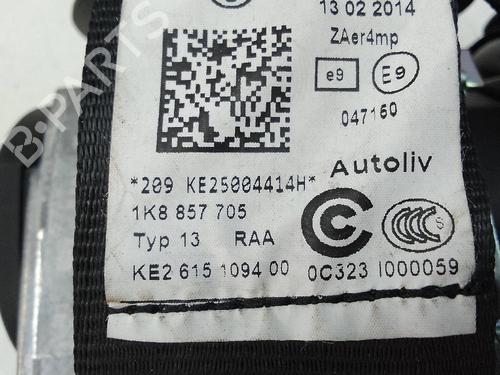 13 02 2014
ZAer4mp
e9 E9
047160
*209 KE25004414H*
Autoliv
1K8 857 705
Typ 13 RAA
KE2 615 1094 00
0C323 I000059
CCC S
B-PARTS